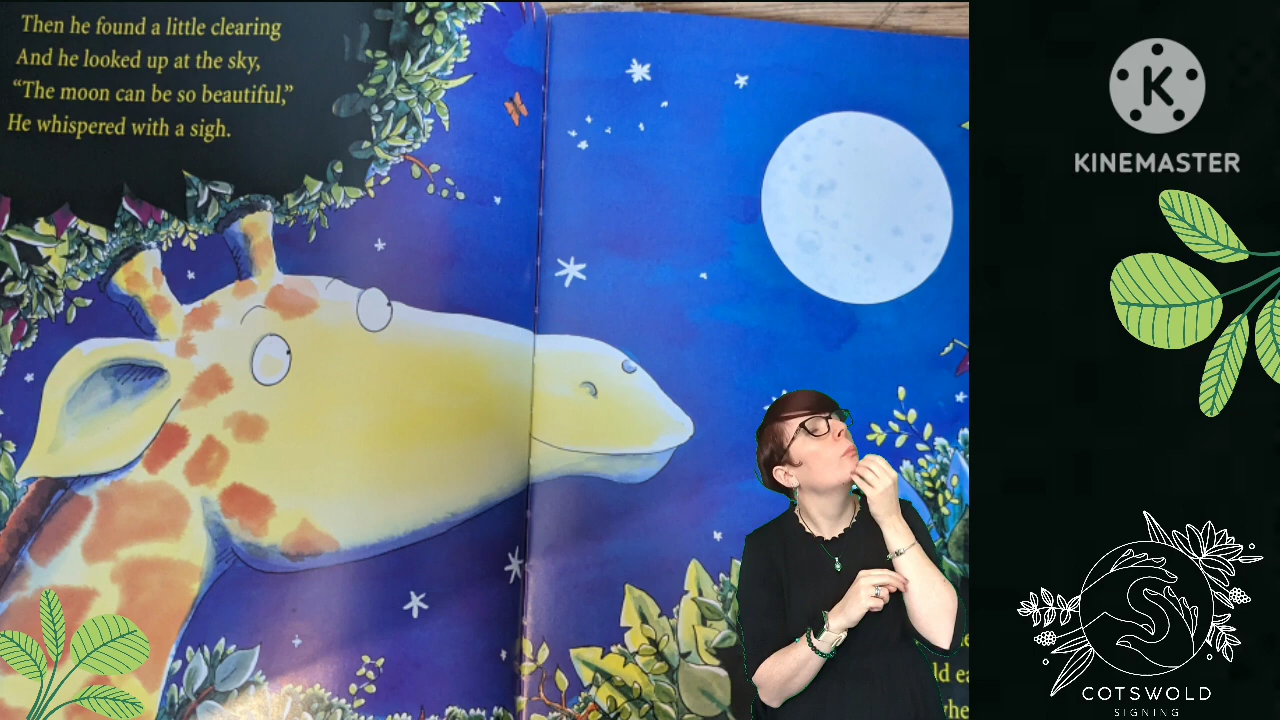 Then he found a little clearing
And he looked up at the sky,
“The moon can be so beautiful,”
He whispered with a sigh.
K
KINEMASTER
COTSWOLD
SIGNING